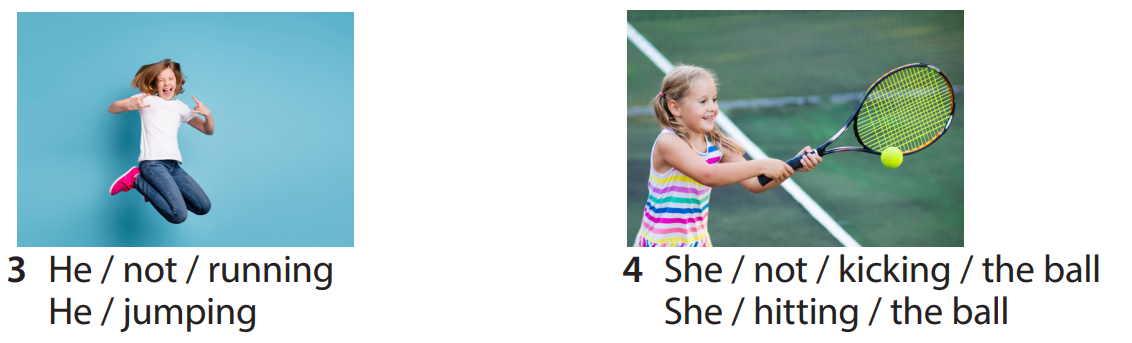 3 He / not / running
He / jumping
4 She / not / kicking / the ball
She / hitting / the ball